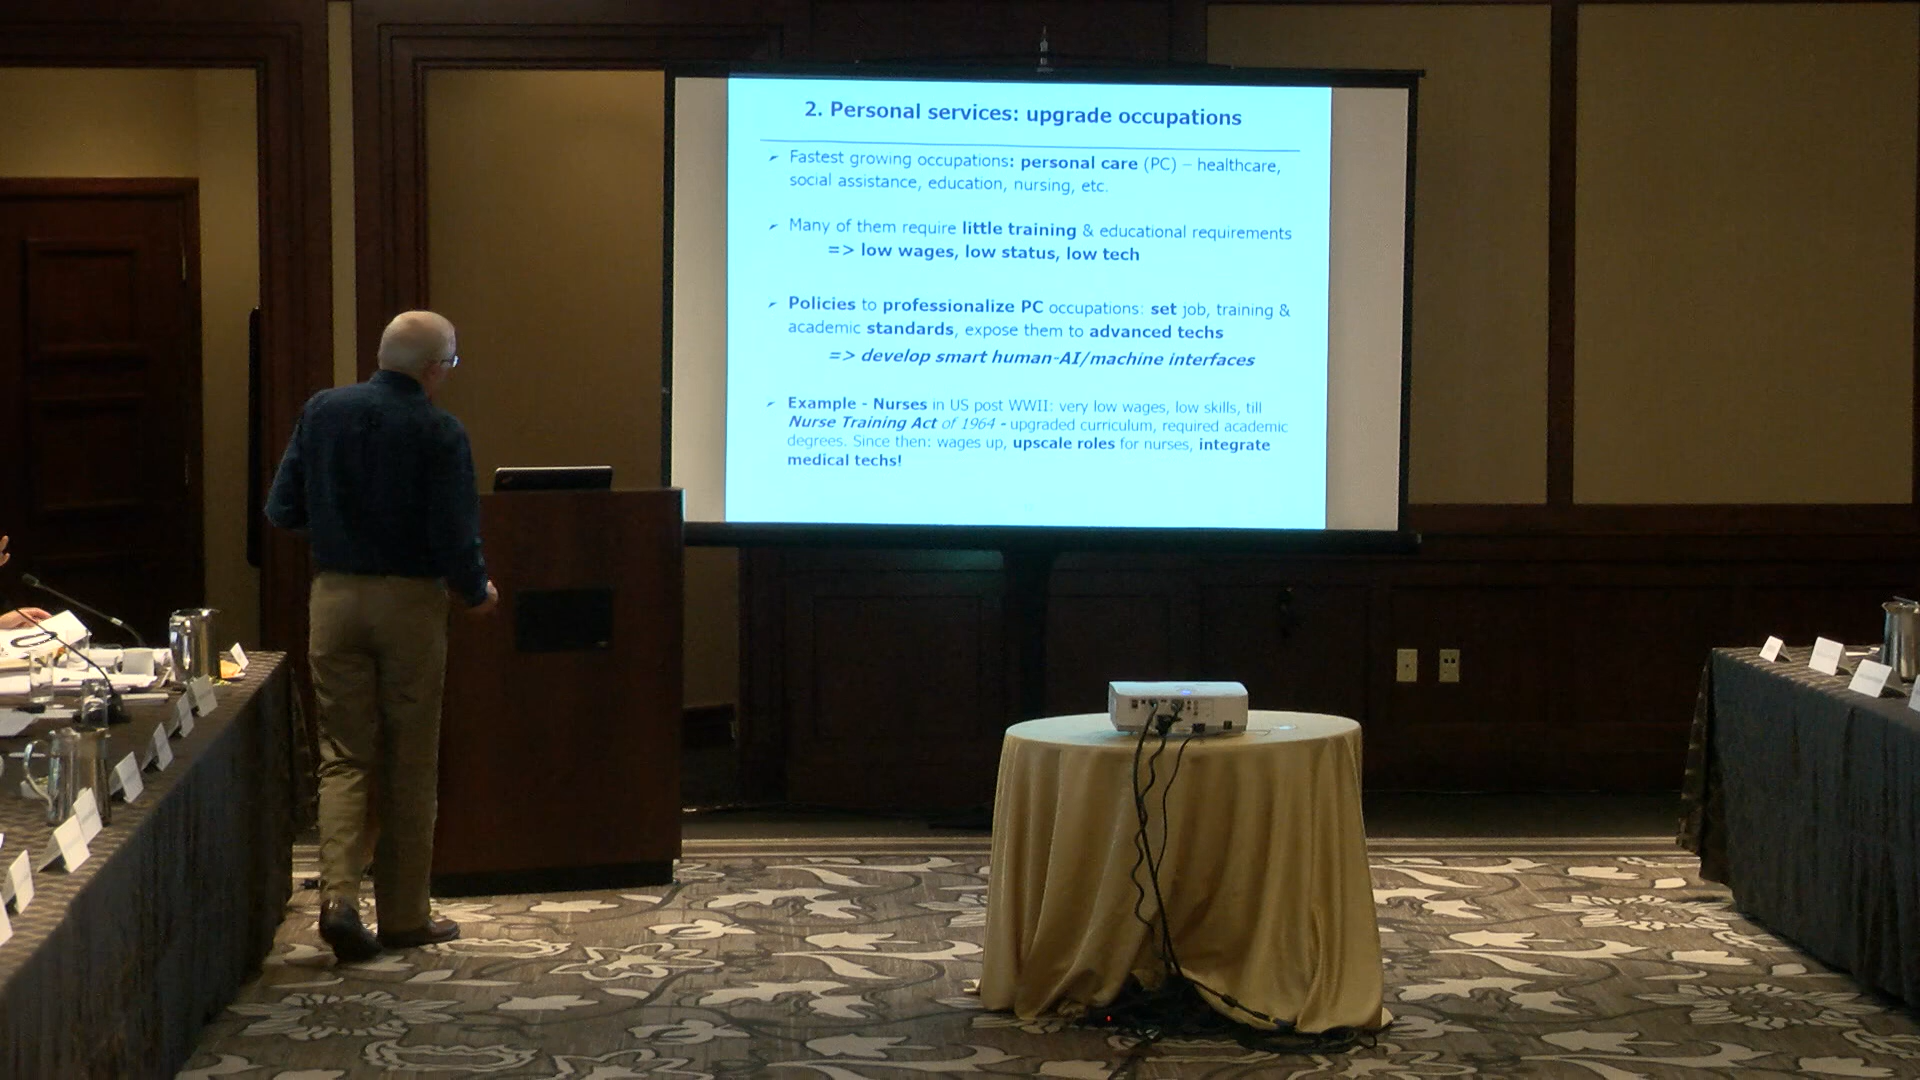 2. Personal services: upgrade occupations
Fastest growing occupations: personal care (PC) – healthcare,
social assistance, education, nursing, etc.
Many of them require little training & educational requirements
=> low wages, low status, low tech
Policies to professionalize PC occupations: set job, training &
academic standards, expose them to advanced techs
=> develop smart human-AI/machine interfaces
Example - Nurses in US post WWII: very low wages, low skills, till
Nurse Training Act of 1964 - upgraded curriculum, required academic
degrees. Since then: wages up, upscale roles for nurses, integrate
medical techs!